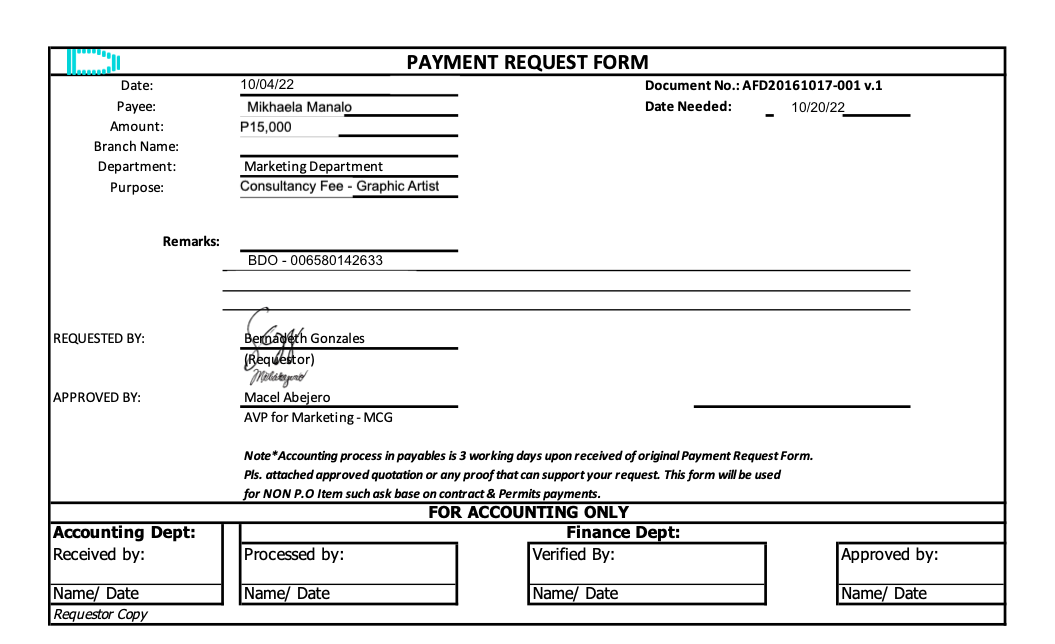 PAYMENT REQUEST FORM
Date: 10/04/22 Document No.: AFD20161017-001 v.1
Payee: Mikhaela Manalo Date Needed: 10/20/22
Amount: P15,000
Branch Name:
Department: Marketing Department
Purpose: Consultancy Fee - Graphic Artist
Remarks:
BDO - 006580142633
REQUESTED BY: Bernadeth Gonzales
(Requestor)
APPROVED BY: Macel Abejero
AVP for Marketing - MCG
Note*Accounting process in payables is 3 working days upon received of original Payment Request Form.
Pls. attached approved quotation or any proof that can support your request. This form will be used
for NON P.O Item such ask base on contract & Permits payments.
FOR ACCOUNTING ONLY
Accounting Dept: Finance Dept:
Received by: Processed by: Verified By: Approved by:
Name/ Date Name/ Date Name/ Date Name/ Date
Requestor Copy